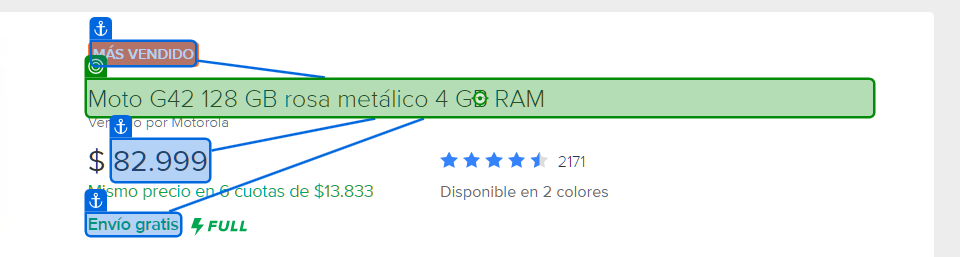 MÁS VENDIDO
Moto G42 128 GB rosa metálico 4 GB RAM
Vendido por Motorola
$ 82.999
2171
Mismo precio en 6 cuotas de $13.833
Disponible en 2 colores
Envío gratis FULL